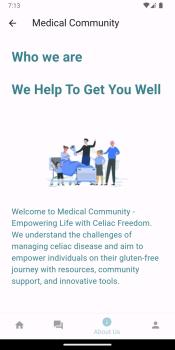 7:13
Medical Community
Who we are
We Help To Get You Well
Welcome to Medical Community -
Empowering Life with Celiac Freedom.
We understand the challenges of
managing celiac disease and aim to
empower individuals on their gluten-free
journey with resources, community
support, and innovative tools.
About Us